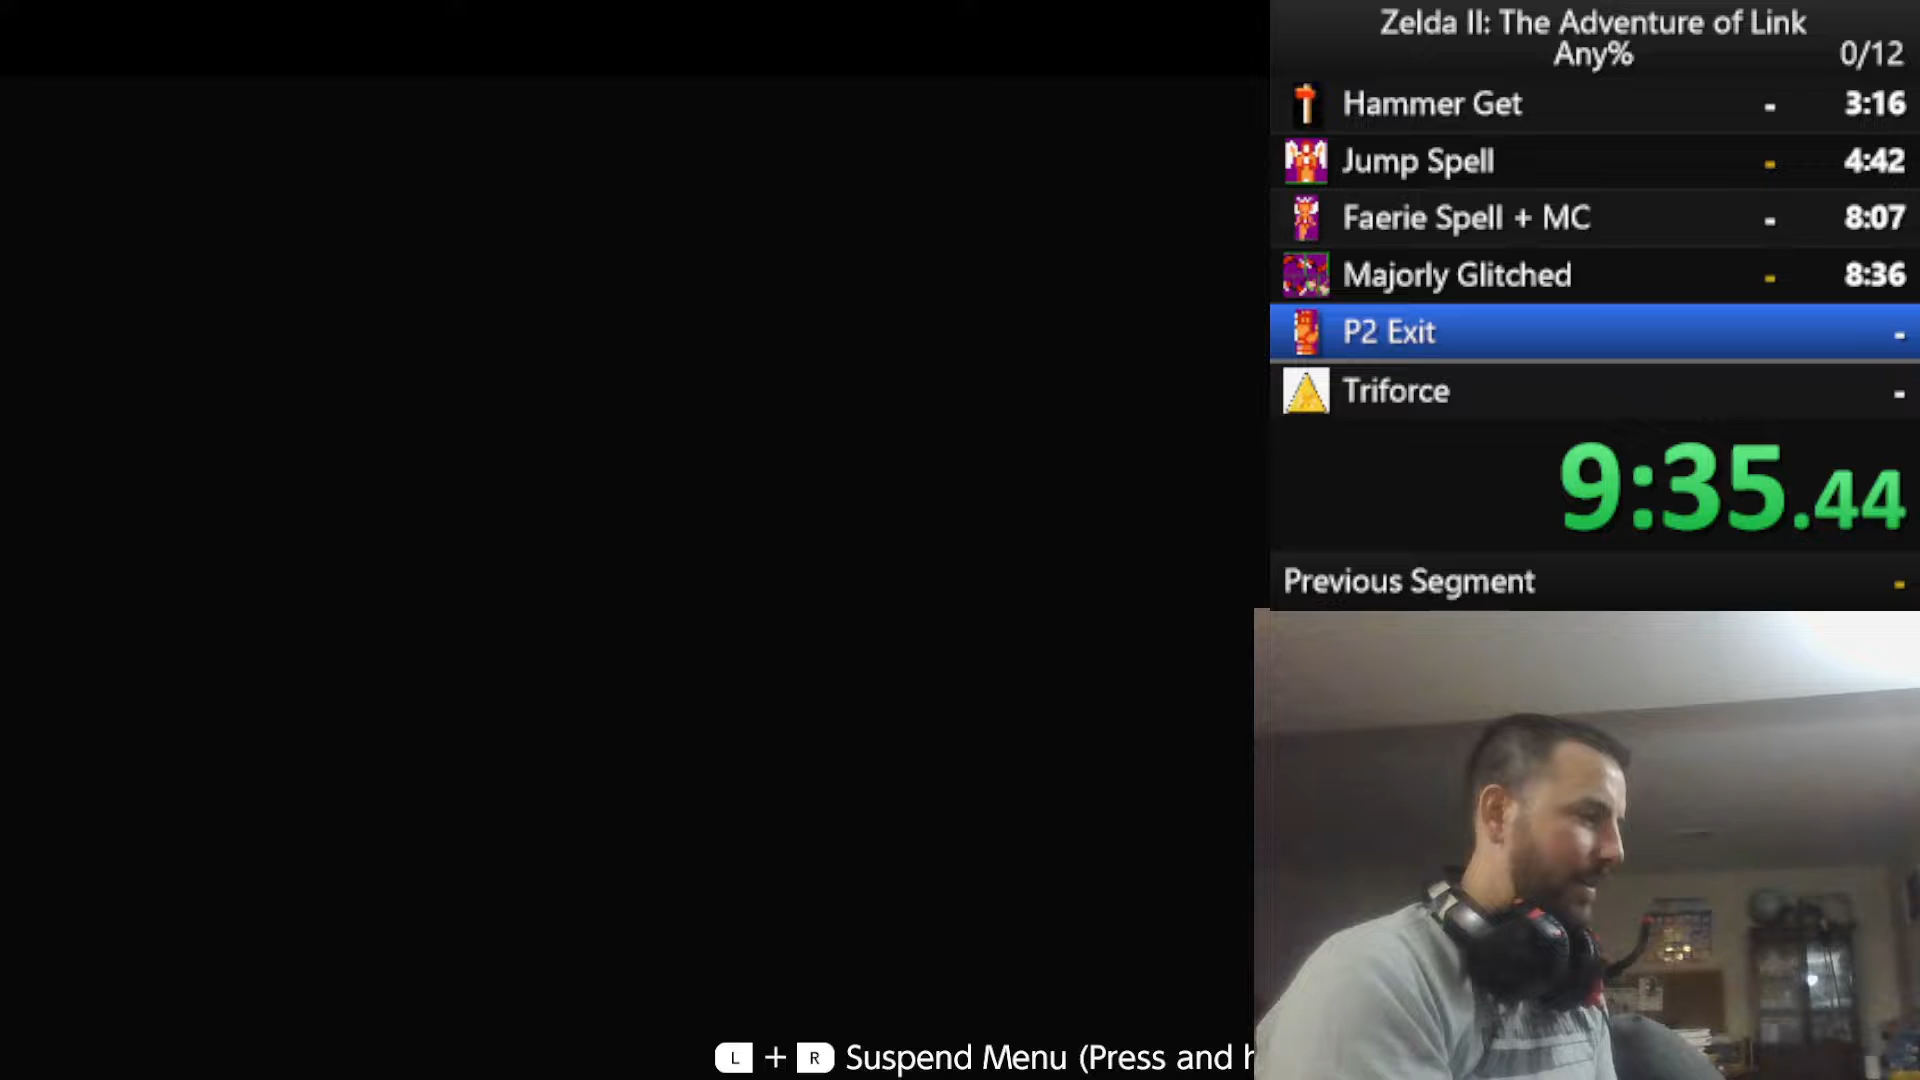 Zelda II: The Adventure of Link
Any% 0/12
Hammer Get - 3:16
Jump Spell - 4:42
Faerie Spell + MC - 8:07
Majorly Glitched - 8:36
P2 Exit -
Triforce -
9:35.44
Previous Segment -
L + R Suspend Menu (Press and h